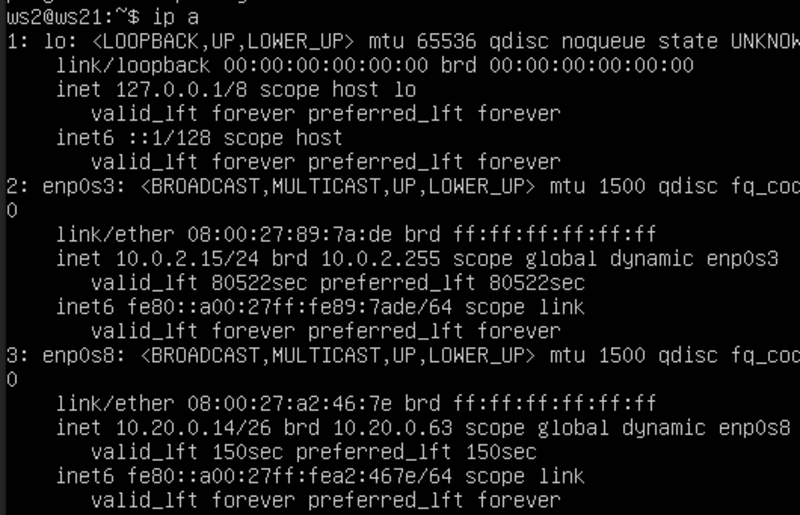 ws2@ws21:~$ ip a
1: lo: <LOOPBACK,UP,LOWER_UP> mtu 65536 qdisc noqueue state UNKNOW
link/loopback 00:00:00:00:00:00 brd 00:00:00:00:00:00
inet 127.0.0.1/8 scope host lo
valid_lft forever preferred_lft forever
inet6 ::1/128 scope host
valid_lft forever preferred_lft forever
2: enp0s3: <BROADCAST,MULTICAST,UP,LOWER_UP> mtu 1500 qdisc fq_coc
0
link/ether 08:00:27:89:7a:de brd ff:ff:ff:ff:ff:ff
inet 10.0.2.15/24 brd 10.0.2.255 scope global dynamic enp0s3
valid_lft 80522sec preferred_lft 80522sec
inet6 fe80::a00:27ff:fe89:7ade/64 scope link
valid_lft forever preferred_lft forever
3: enp0s8: <BROADCAST,MULTICAST,UP,LOWER_UP> mtu 1500 qdisc fq_coc
0
link/ether 08:00:27:a2:46:7e brd ff:ff:ff:ff:ff:ff
inet 10.20.0.14/26 brd 10.20.0.63 scope global dynamic enp0s8
valid_lft 150sec preferred_lft 150sec
inet6 fe80::a00:27ff:fea2:467e/64 scope link
valid_lft forever preferred_lft forever